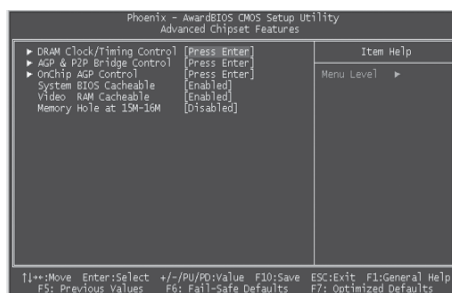 Phoenix - AwardBIOS CMOS Setup Utility
Advanced Chipset Features
► DRAM Clock/Timing Control [Press Enter]
► AGP & P2P Bridge Control [Press Enter]
► OnChip AGP Control [Press Enter]
System BIOS Cacheable [Enabled]
Video RAM Cacheable [Enabled]
Memory Hole at 15M-16M [Disabled]
Item Help
Menu Level ►
↑↓→←:Move Enter:Select +/-/PU/PD:Value F10:Save ESC:Exit F1:General Help
F5: Previous Values F6: Fail-Safe Defaults F7: Optimized Defaults